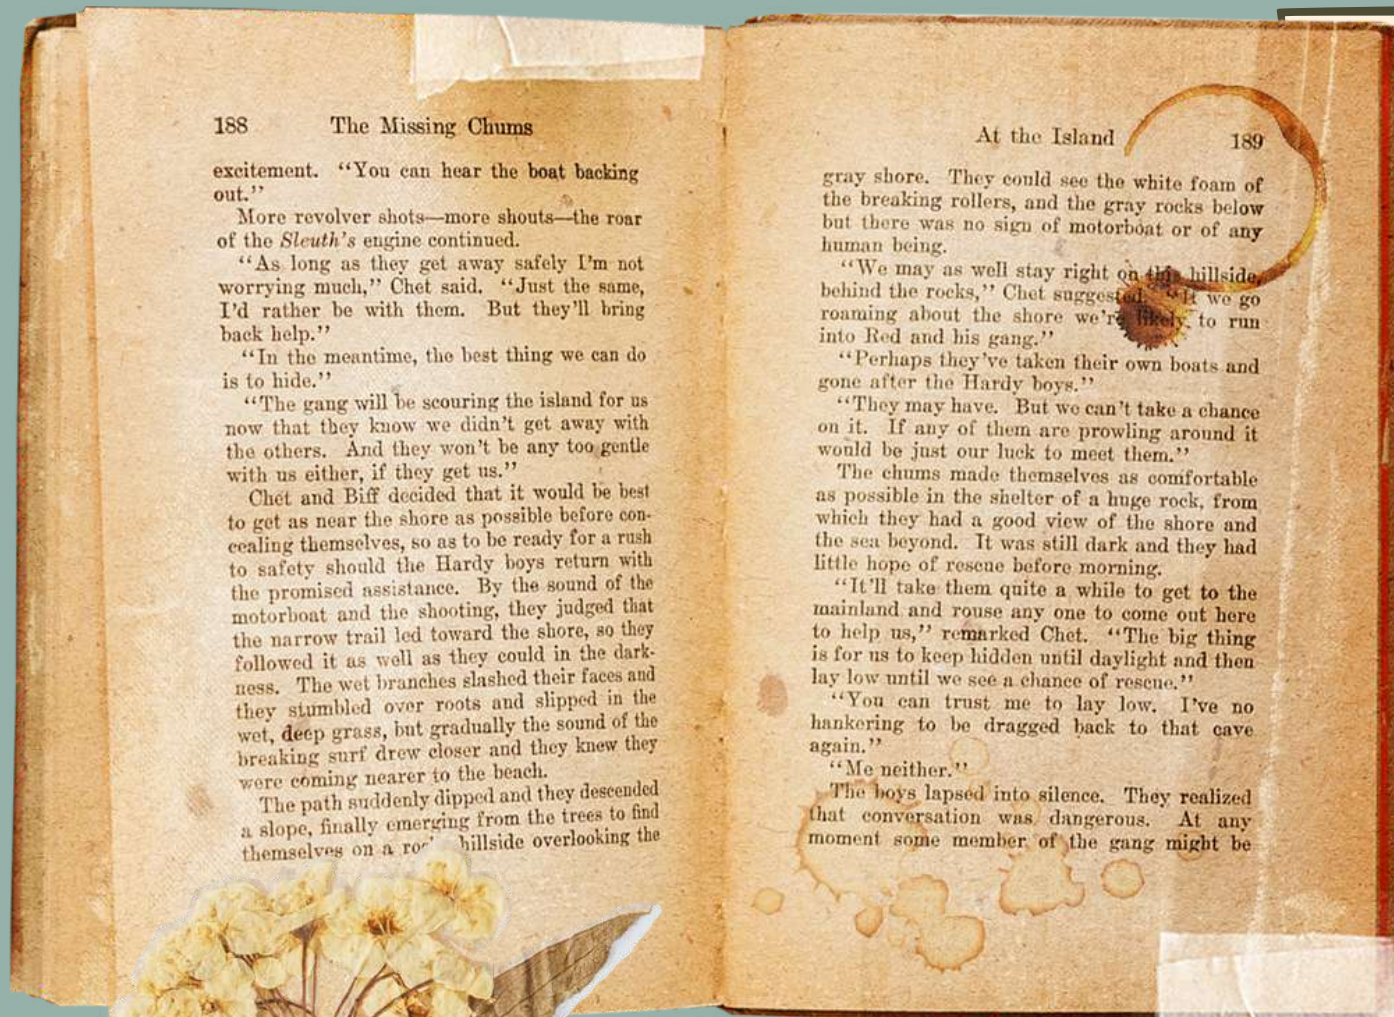 188 The Missing Chums
excitement. “You can hear the boat backing
out.”
More revolver shots—more shouts—the roar
of the Sleuth’s engine continued.
“As long as they get away safely I’m not
worrying much,” Chet said. “Just the same,
I’d rather be with them. But they’ll bring
back help.”
“In the meantime, the best thing we can do
is to hide.”
“The gang will be scouring the island for us
now that they know we didn’t get away with
the others. And they won’t be any too gentle
with us either, if they get us.”
Chet and Biff decided that it would be best
to get as near the shore as possible before con-
cealing themselves, so as to be ready for a rush
to safety should the Hardy boys return with
the promised assistance. By the sound of the
motorboat and the shooting, they judged that
the narrow trail led toward the shore, so they
followed it as well as they could in the dark-
ness. The wet branches slashed their faces and
they stumbled over roots and slipped in the
wet, deep grass, but gradually the sound of the
breaking surf drew closer and they knew they
were coming nearer to the beach.
The path suddenly dipped and they descended
a slope, finally emerging from the trees to find
themselves on a hillside overlooking the
At the Island 189
gray shore. They could see the white foam of
the breaking rollers, and the gray rocks below
but there was no sign of motorboat or of any
human being.
“We may as well stay right on this hillside,
behind the rocks,” Chet suggested. “If we go
roaming about the shore we’re likely to run
into Red and his gang.”
“Perhaps they’ve taken their own boats and
gone after the Hardy boys.”
“They may have. But we can’t take a chance
on it. If any of them are prowling around it
would be just our luck to meet them.”
The chums made themselves as comfortable
as possible in the shelter of a huge rock, from
which they had a good view of the shore and
the sea beyond. It was still dark and they had
little hope of rescue before morning.
“It’ll take them quite a while to get to the
mainland and rouse any one to come out here
to help us,” remarked Chet. “The big thing
is for us to keep hidden until daylight and then
lay low until we see a chance of rescue.”
“You can trust me to lay low. I’ve no
hankering to be dragged back to that cave
again.”
“Me neither.”
The boys lapsed into silence. They realized
that conversation was dangerous. At any
moment some member of the gang might be